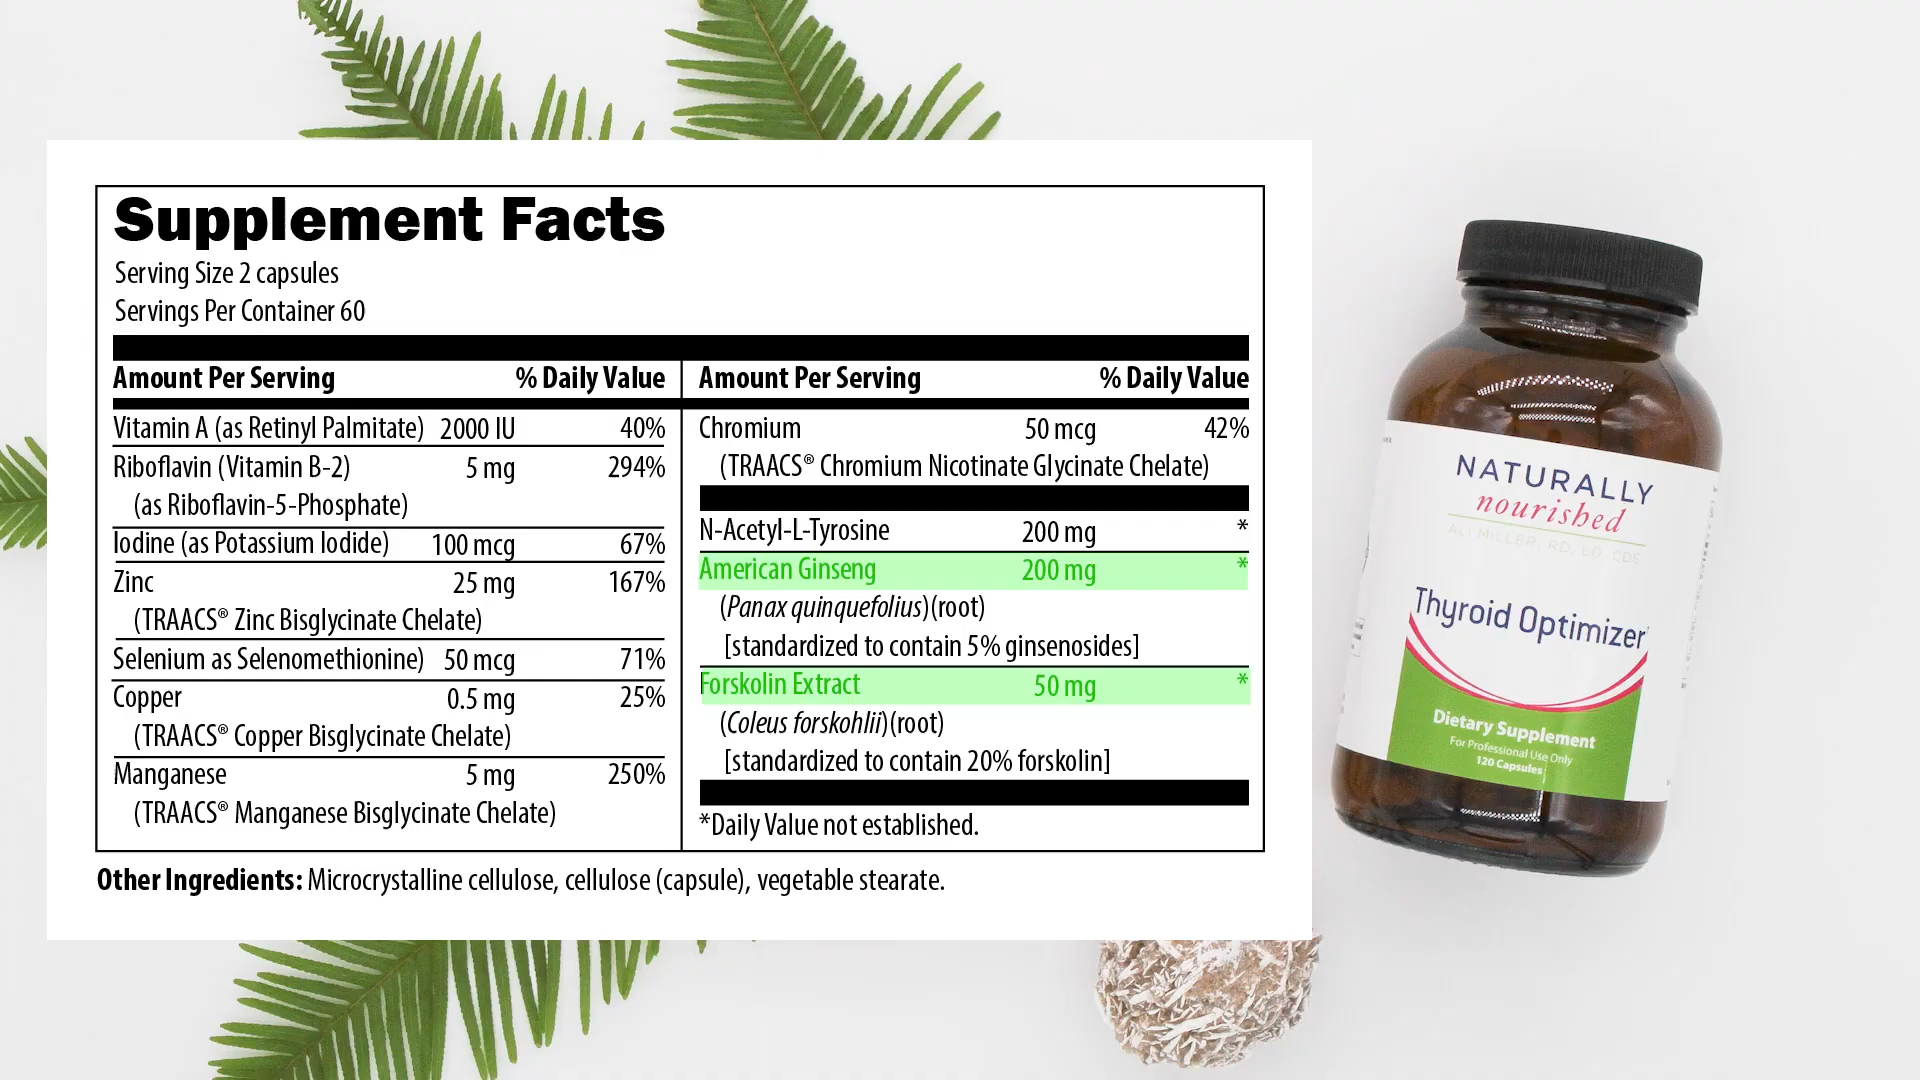 Supplement Facts
Serving Size 2 capsules
Servings Per Container 60
Amount Per Serving % Daily Value
Vitamin A (as Retinyl Palmitate) 2000 IU 40%
Riboflavin (Vitamin B-2) 5 mg 294%
(as Riboflavin-5-Phosphate)
Iodine (as Potassium Iodide) 100 mcg 67%
Zinc 25 mg 167%
(TRAACS® Zinc Bisglycinate Chelate)
Selenium as Selenomethionine) 50 mcg 71%
Copper 0.5 mg 25%
(TRAACS® Copper Bisglycinate Chelate)
Manganese 5 mg 250%
(TRAACS® Manganese Bisglycinate Chelate)
Amount Per Serving % Daily Value
Chromium 50 mcg 42%
(TRAACS® Chromium Nicotinate Glycinate Chelate)
N-Acetyl-L-Tyrosine 200 mg *
American Ginseng 200 mg *
(Panax quinquefolius)(root)
[standardized to contain 5% ginsenosides]
Forskolin Extract 50 mg *
(Coleus forskohlii)(root)
[standardized to contain 20% forskolin]
*Daily Value not established.
Other Ingredients: Microcrystalline cellulose, cellulose (capsule), vegetable stearate.
NATURALLY
nourished
ALI MILLER, RD, LD, CDE
Thyroid Optimizer
Dietary Supplement
For Professional Use Only
120 Capsules